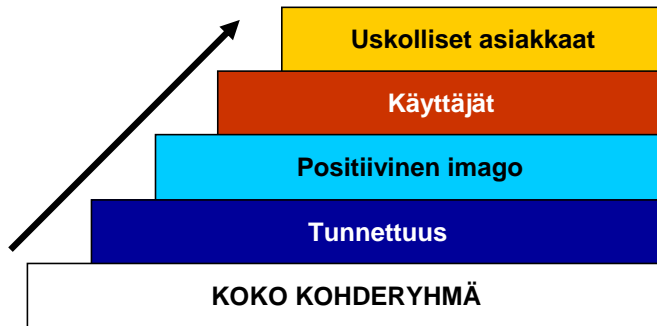 Uskolliset asiakkaat
Käyttäjät
Positiivinen imago
Tunnettuus
KOKO KOHDERYHMÄ